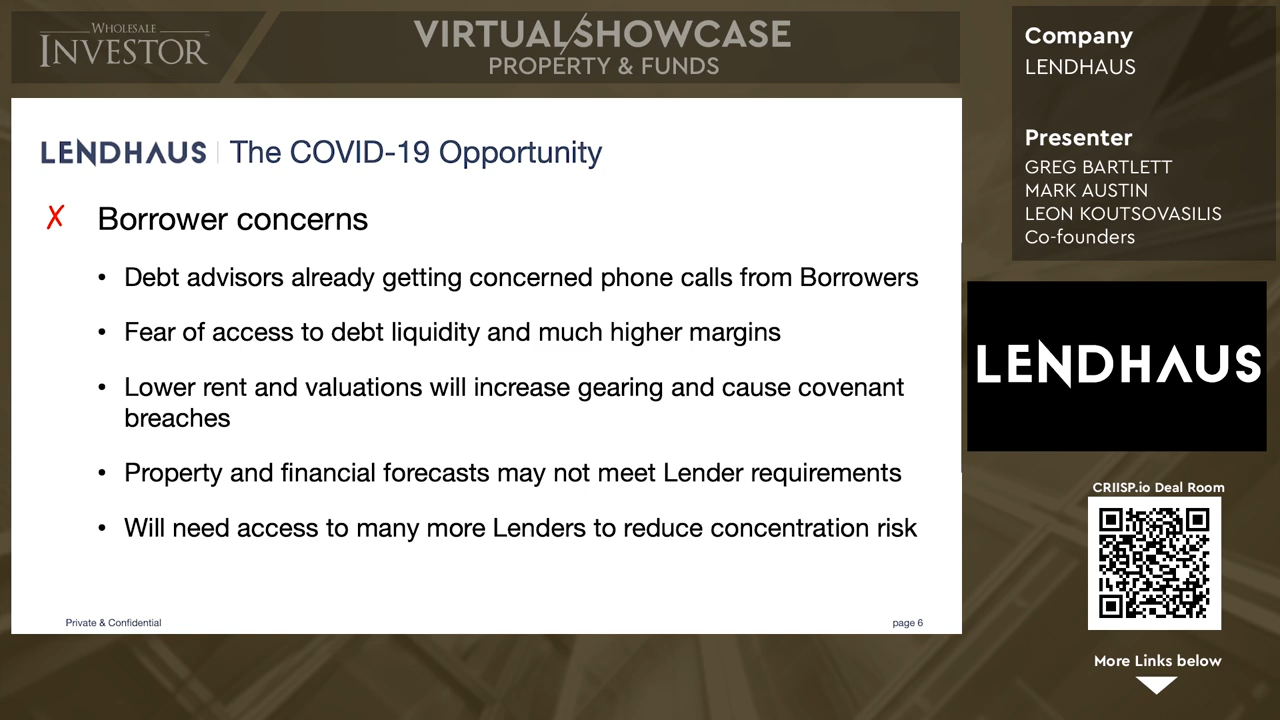 WHOLESALE
INVESTOR
VIRTUAL SHOWCASE
PROPERTY & FUNDS
Company
LENDHAUS
Presenter
GREG BARTLETT
MARK AUSTIN
LEON KOUTSOVASILIS
Co-founders
LENDHAUS | The COVID-19 Opportunity
✗ Borrower concerns
• Debt advisors already getting concerned phone calls from Borrowers
• Fear of access to debt liquidity and much higher margins
• Lower rent and valuations will increase gearing and cause covenant
breaches
• Property and financial forecasts may not meet Lender requirements
• Will need access to many more Lenders to reduce concentration risk
Private & Confidential
page 6
LENDHAUS
CRIISP.io Deal Room
More Links below